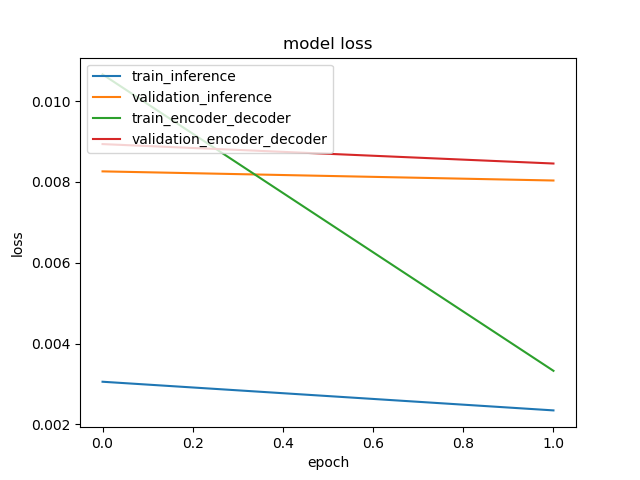 model loss
train_inference
validation_inference
train_encoder_decoder
validation_encoder_decoder
0.010
0.008
0.006
0.004
0.002
loss
0.0 0.2 0.4 0.6 0.8 1.0
epoch